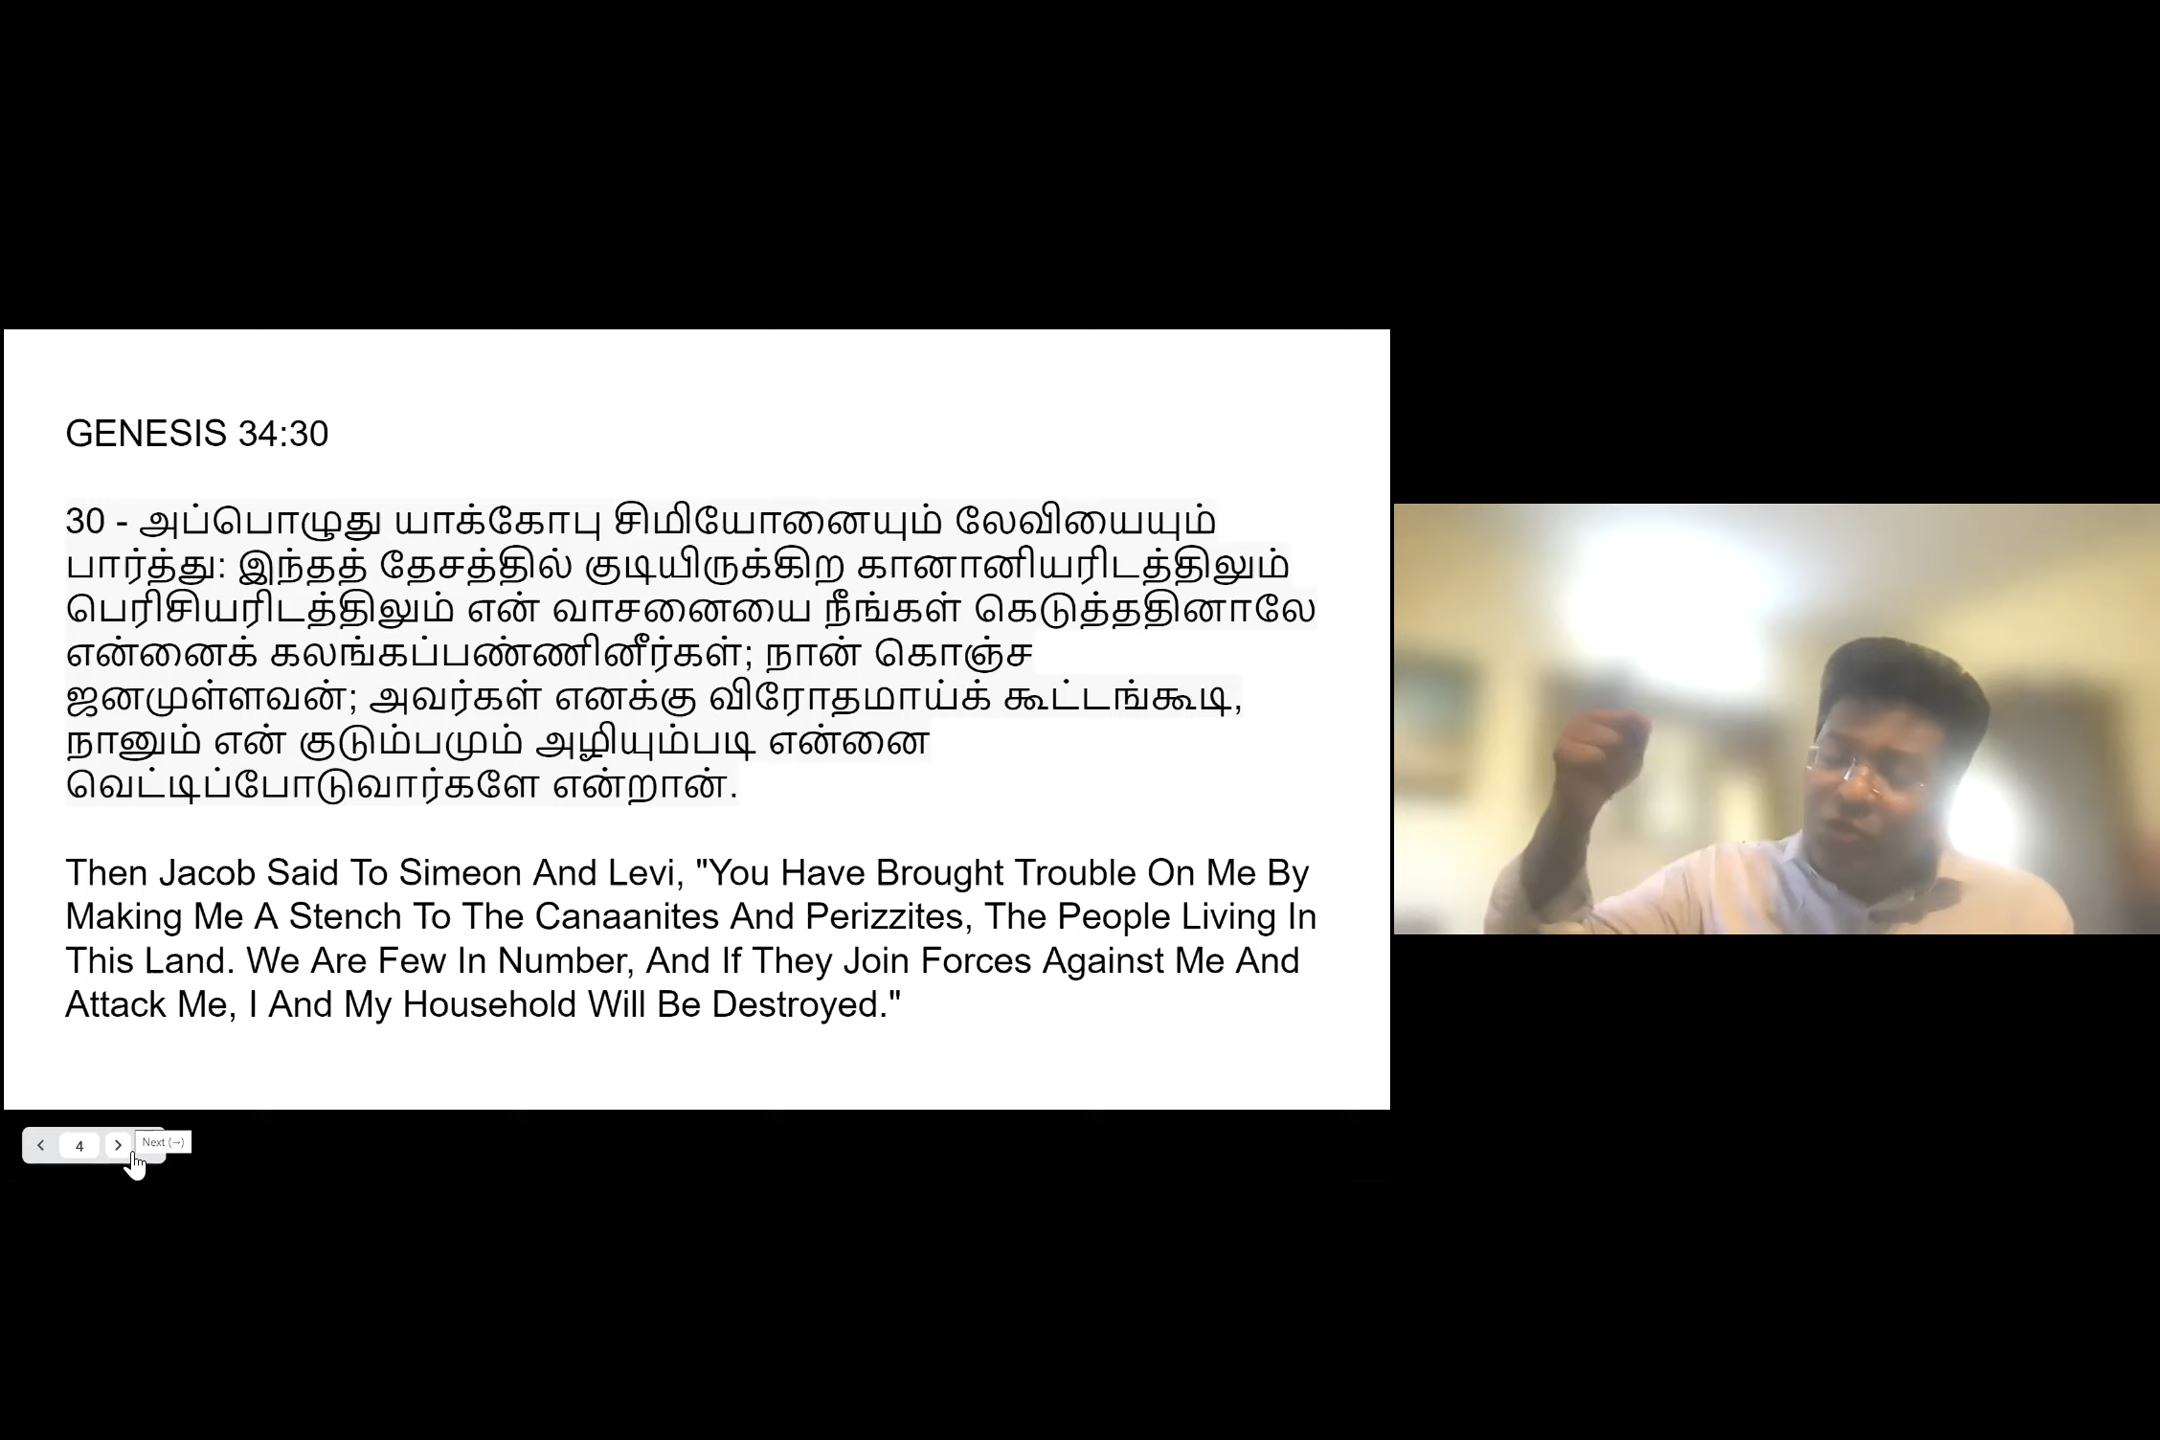 GENESIS 34:30
30 - அப்பொழுது யாக்கோபு சிமியோனையும் லேவியையும்
பார்த்து: இந்தத் தேசத்தில் குடியிருக்கிற கானானியரிடத்திலும்
பெரிசியரிடத்திலும் என் வாசனையை நீங்கள் கெடுத்ததினாலே
என்னைக் கலங்கப்பண்ணினீர்கள்; நான் கொஞ்ச
ஜனமுள்ளவன்; அவர்கள் எனக்கு விரோதமாய்க் கூட்டங்கூடி,
நானும் என் குடும்பமும் அழியும்படி என்னை
வெட்டிப்போடுவார்களே என்றான்.
Then Jacob Said To Simeon And Levi, "You Have Brought Trouble On Me By
Making Me A Stench To The Canaanites And Perizzites, The People Living In
This Land. We Are Few In Number, And If They Join Forces Against Me And
Attack Me, I And My Household Will Be Destroyed."
4
Next (→)